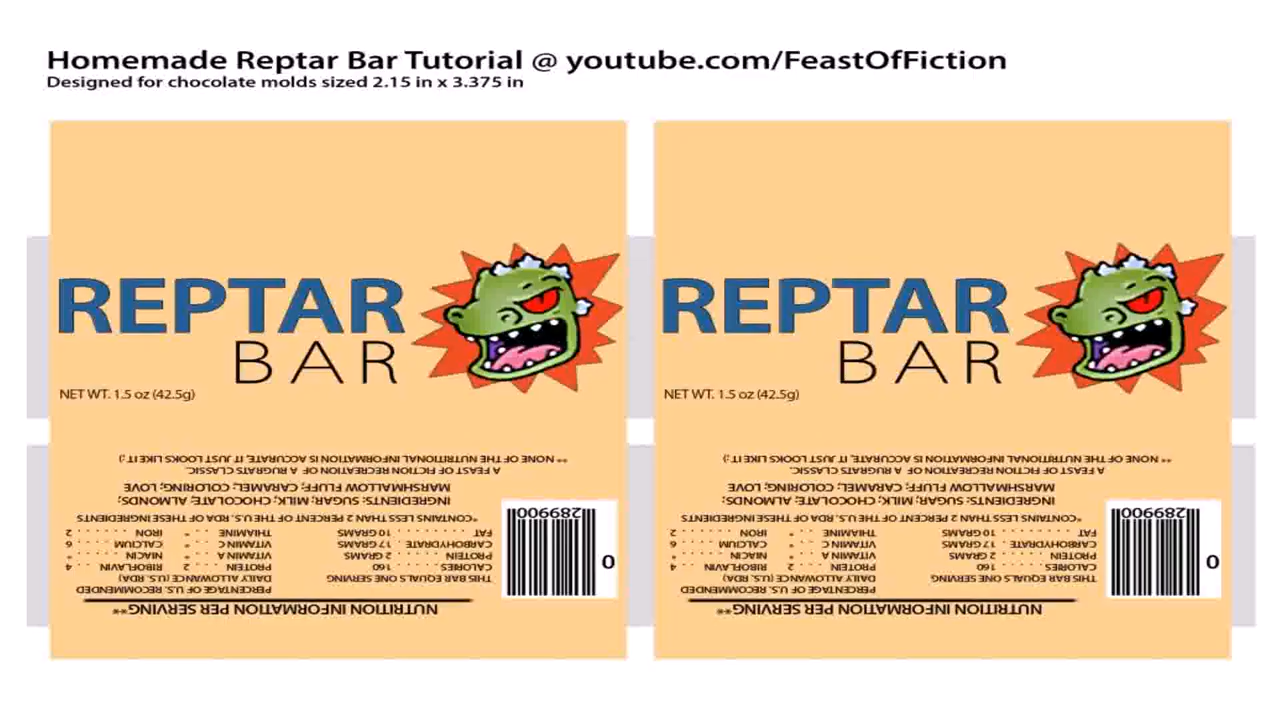 Homemade Reptar Bar Tutorial @ youtube.com/FeastOfFiction
Designed for chocolate molds sized 2.15 in x 3.375 in
REPTAR
BAR
NET WT. 1.5 oz (42.5g)
NUTRITION INFORMATION PER SERVING**
PERCENTAGE OF U.S. RECOMMENDED
THIS BAR EQUALS ONE SERVING DAILY ALLOWANCE (U.S. RDA)
CALORIES ...... 160 PROTEIN .... 2 RIBOFLAVIN .... 4
PROTEIN ....... 2 GRAMS VITAMIN A ... * NIACIN ....... *
CARBOHYDRATE 17 GRAMS VITAMIN C ... * CALCIUM ...... 6
FAT ......... 10 GRAMS THIAMINE .... * IRON ......... 2
*CONTAINS LESS THAN 2 PERCENT OF THE U.S. RDA OF THESE INGREDIENTS
INGREDIENTS: SUGAR; MILK; CHOCOLATE, ALMONDS;
MARSHMALLOW FLUFF; CARAMEL; COLORING; LOVE
A FEAST OF FICTION RECREATION OF A RUGRATS CLASSIC.
** NONE OF THE NUTRITIONAL INFORMATION IS ACCURATE, IT JUST LOOKS LIKE IT ;)
0
289900
REPTAR
BAR
NET WT. 1.5 oz (42.5g)
NUTRITION INFORMATION PER SERVING**
PERCENTAGE OF U.S. RECOMMENDED
THIS BAR EQUALS ONE SERVING DAILY ALLOWANCE (U.S. RDA)
CALORIES ...... 160 PROTEIN .... 2 RIBOFLAVIN .... 4
PROTEIN ....... 2 GRAMS VITAMIN A ... * NIACIN ....... *
CARBOHYDRATE 17 GRAMS VITAMIN C ... * CALCIUM ...... 6
FAT ......... 10 GRAMS THIAMINE .... * IRON ......... 2
*CONTAINS LESS THAN 2 PERCENT OF THE U.S. RDA OF THESE INGREDIENTS
INGREDIENTS: SUGAR; MILK; CHOCOLATE, ALMONDS;
MARSHMALLOW FLUFF; CARAMEL; COLORING; LOVE
A FEAST OF FICTION RECREATION OF A RUGRATS CLASSIC.
** NONE OF THE NUTRITIONAL INFORMATION IS ACCURATE, IT JUST LOOKS LIKE IT ;)
0
289900